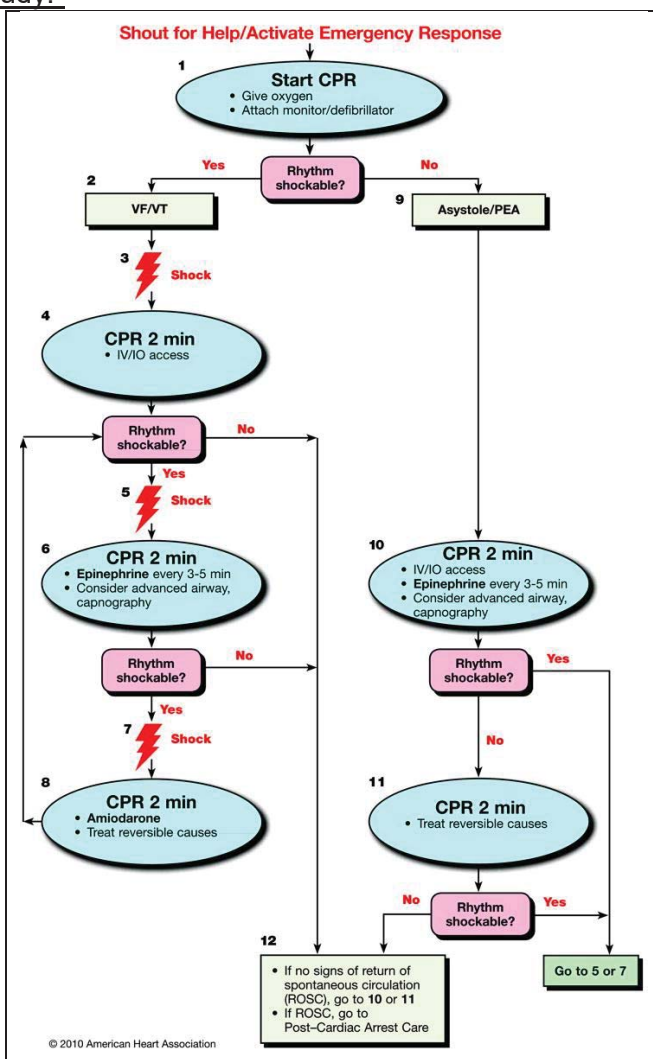 Shout for Help/Activate Emergency Response
1
Start CPR
• Give oxygen
• Attach monitor/defibrillator
Rhythm
shockable?
Yes
No
2
VF/VT
9
Asystole/PEA
3
Shock
4
CPR 2 min
• IV/IO access
Rhythm
shockable?
No
Yes
5
Shock
6
CPR 2 min
• Epinephrine every 3-5 min
• Consider advanced airway,
capnography
Rhythm
shockable?
No
Yes
7
Shock
8
CPR 2 min
• Amiodarone
• Treat reversible causes
10
CPR 2 min
• IV/IO access
• Epinephrine every 3-5 min
• Consider advanced airway,
capnography
Rhythm
shockable?
Yes
No
11
CPR 2 min
• Treat reversible causes
Rhythm
shockable?
No
Yes
12
• If no signs of return of
spontaneous circulation
(ROSC), go to 10 or 11
• If ROSC, go to
Post–Cardiac Arrest Care
Go to 5 or 7
© 2010 American Heart Association